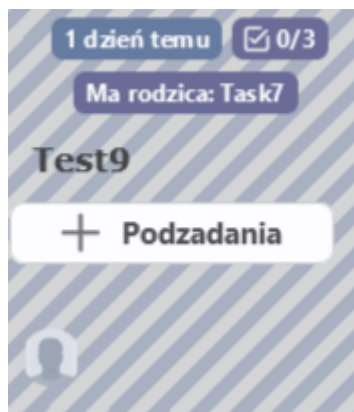 1 dzień temu 0/3
Ma rodzica: Task7
Test9
Podzadania